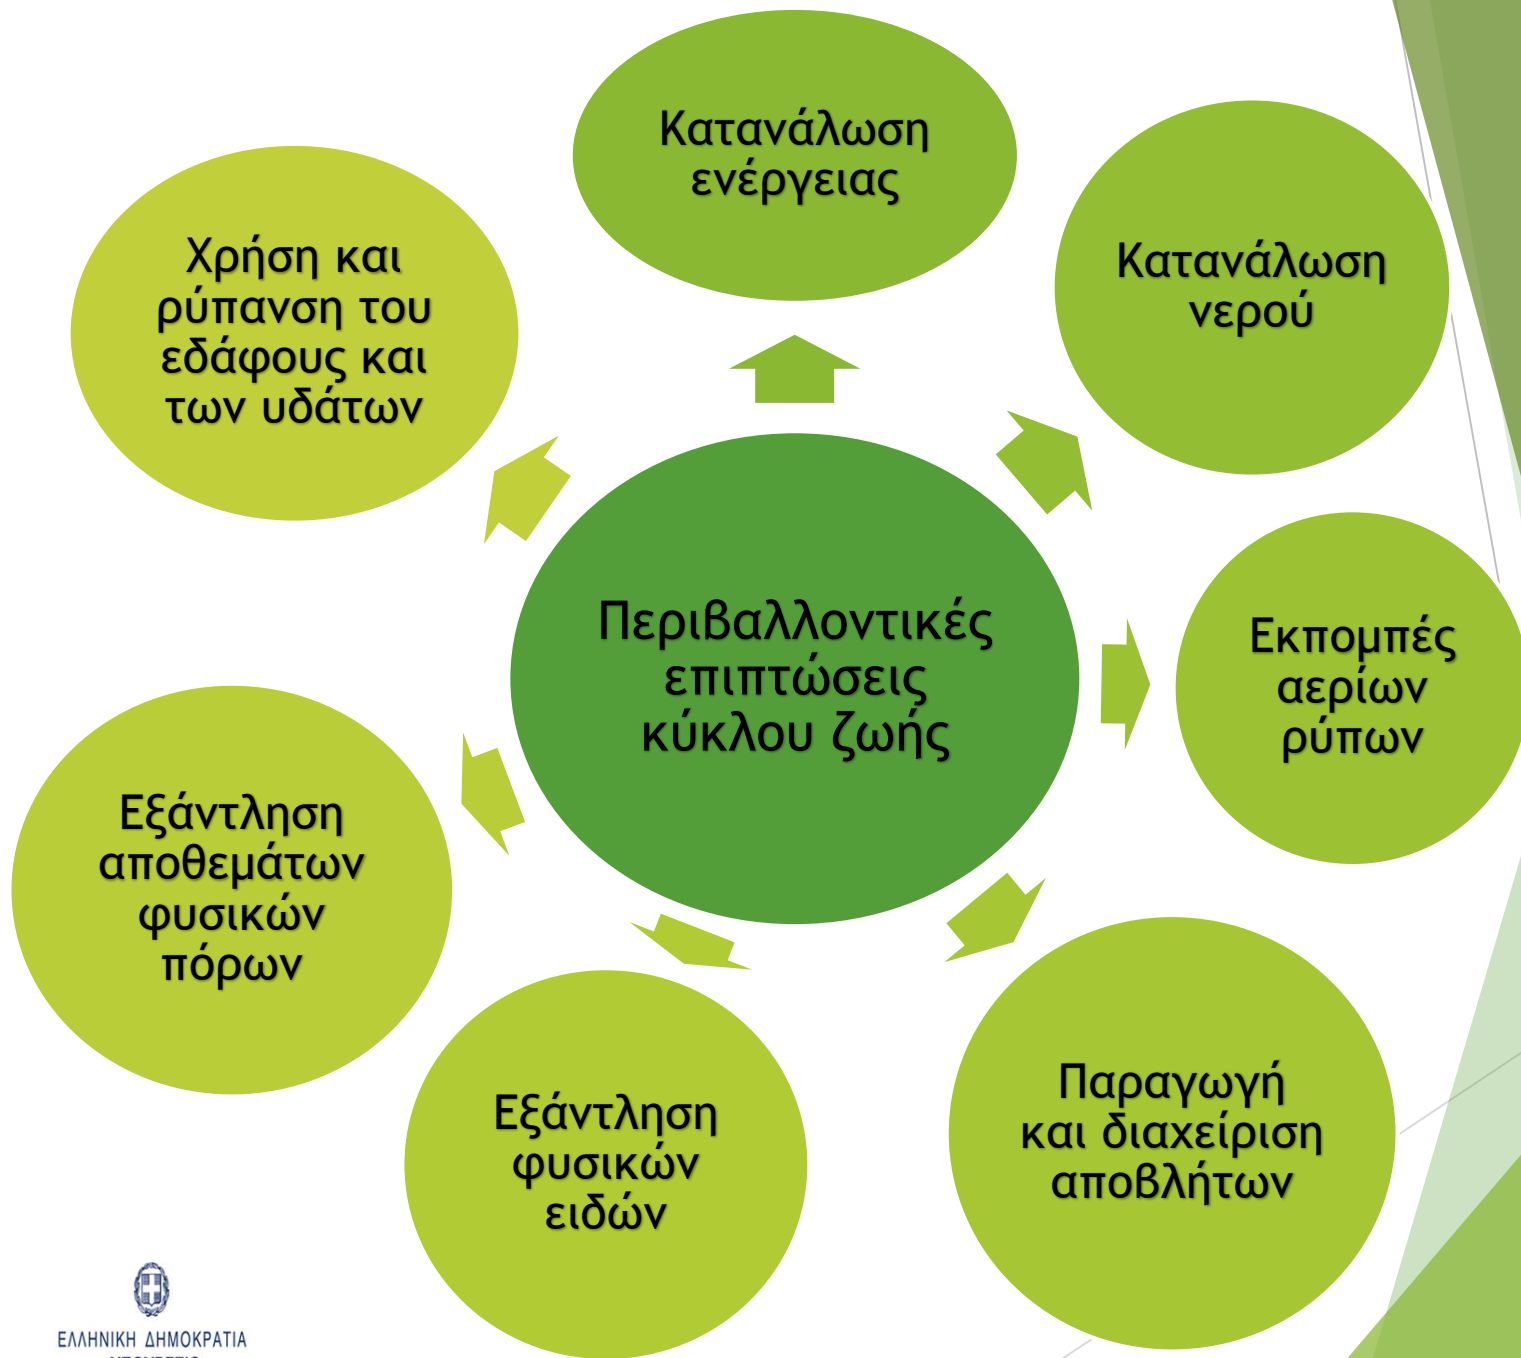 Κατανάλωση
ενέργειας
Κατανάλωση
νερού
Εκπομπές
αερίων
ρύπων
Παραγωγή
και διαχείριση
αποβλήτων
Εξάντληση
φυσικών
ειδών
Εξάντληση
αποθεμάτων
φυσικών
πόρων
Χρήση και
ρύπανση του
εδάφους και
των υδάτων
Περιβαλλοντικές
επιπτώσεις
κύκλου ζωής
ΕΛΛΗΝΙΚΗ ΔΗΜΟΚΡΑΤΙΑ